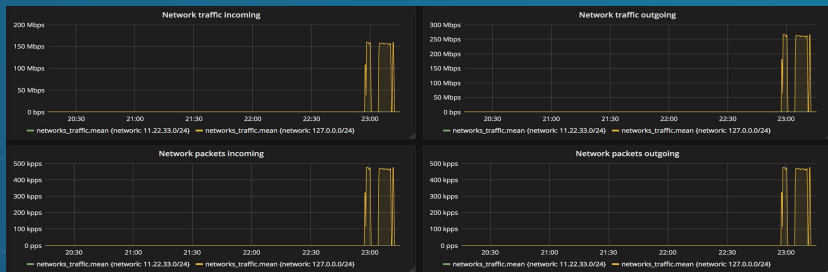 Network traffic incoming
200 Mbps
150 Mbps
100 Mbps
50 Mbps
0 bps
20:30 21:00 21:30 22:00 22:30 23:00
networks_traffic.mean {network: 11.22.33.0/24} networks_traffic.mean {network: 127.0.0.0/24}
Network traffic outgoing
300 Mbps
250 Mbps
200 Mbps
150 Mbps
100 Mbps
50 Mbps
0 bps
20:30 21:00 21:30 22:00 22:30 23:00
networks_traffic.mean {network: 11.22.33.0/24} networks_traffic.mean {network: 127.0.0.0/24}
Network packets incoming
500 kpps
400 kpps
300 kpps
200 kpps
100 kpps
0 pps
20:30 21:00 21:30 22:00 22:30 23:00
networks_traffic.mean {network: 11.22.33.0/24} networks_traffic.mean {network: 127.0.0.0/24}
Network packets outgoing
500 kpps
400 kpps
300 kpps
200 kpps
100 kpps
0 pps
20:30 21:00 21:30 22:00 22:30 23:00
networks_traffic.mean {network: 11.22.33.0/24} networks_traffic.mean {network: 127.0.0.0/24}